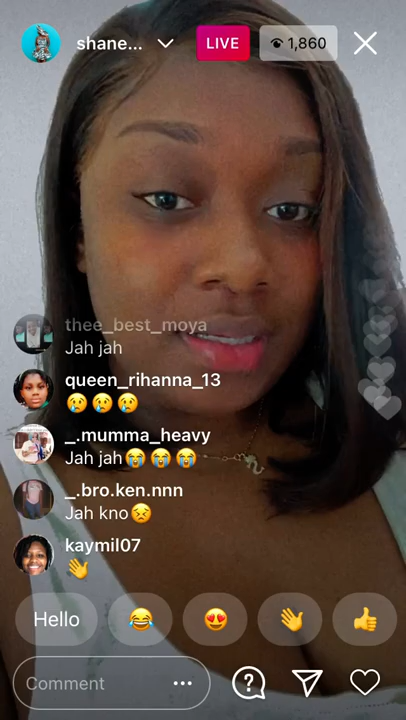 shane...
LIVE
1,860
thee_best_moya
Jah jah
queen_rihanna_13
😢😢😢
_.mumma_heavy
Jah jah😭😭😭
_.bro.ken.nnn
Jah kno😣
kaymil07
👋
Hello 😂 😍 👋 👍
Comment